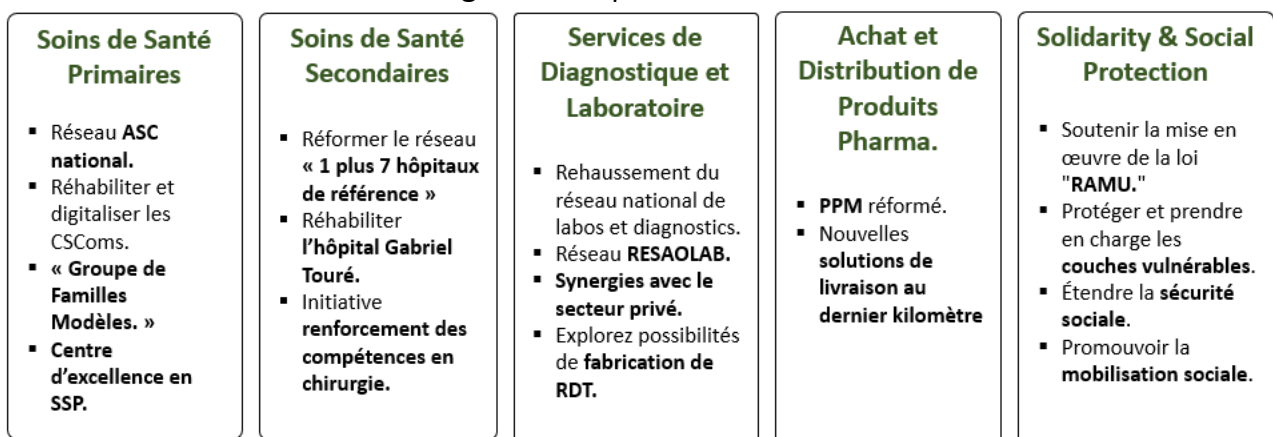 Soins de Santé
Primaires
▪ Réseau ASC
national.
▪ Réhabiliter et
digitaliser les
CSComs.
▪ « Groupe de
Familles
Modèles. »
▪ Centre
d’excellence en
SSP.
Soins de Santé
Secondaires
▪ Réformer le réseau
« 1 plus 7 hôpitaux
de référence »
▪ Réhabiliter
l’hôpital Gabriel
Touré.
▪ Initiative
renforcement des
compétences en
chirurgie.
Services de
Diagnostique et
Laboratoire
▪ Rehaussement du
réseau national de
labos et diagnostics.
▪ Réseau RESAOLAB.
▪ Synergies avec le
secteur privé.
▪ Explorez possibilités
de fabrication de
RDT.
Achat et
Distribution de
Produits
Pharma.
▪ PPM réformé.
▪ Nouvelles
solutions de
livraison au
dernier kilomètre
Solidarity & Social
Protection
▪ Soutenir la mise en
œuvre de la loi
"RAMU."
▪ Protéger et prendre
en charge les
couches vulnérables.
▪ Étendre la sécurité
sociale.
▪ Promouvoir la
mobilisation sociale.